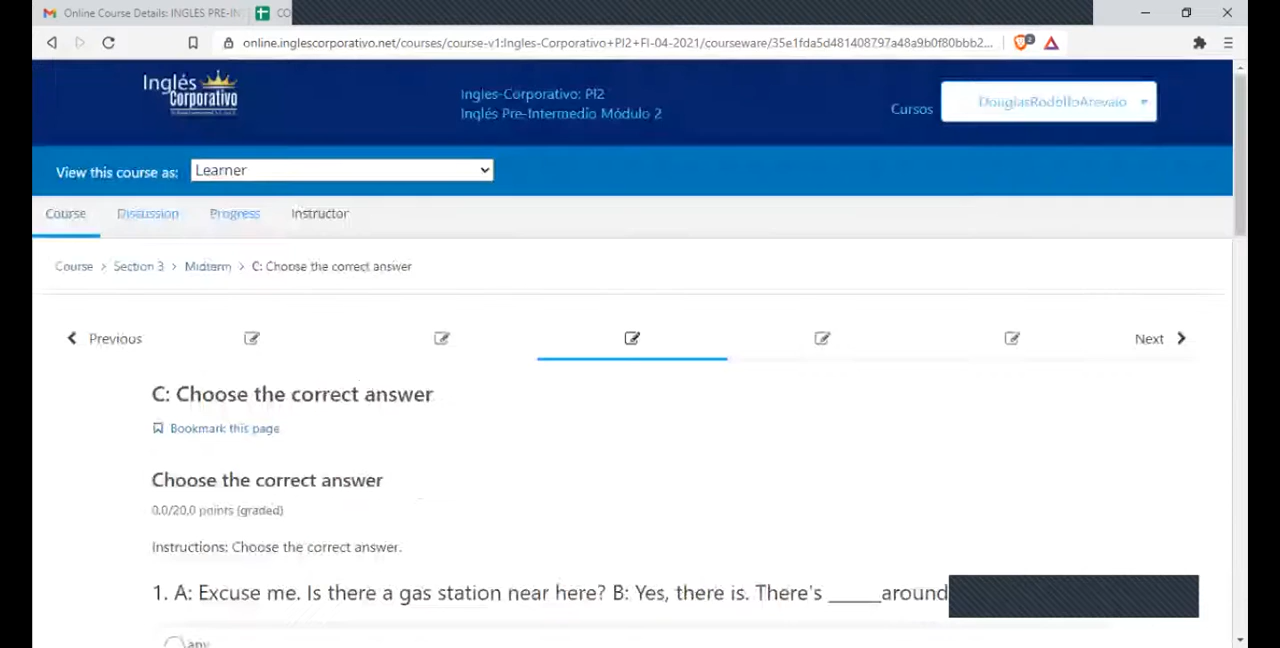 Online Course Details: INGLES PRE-IN
CO
online.inglescorporativo.net/courses/course-v1:Ingles-Corporativo+PI2+FI-04-2021/courseware/35e1fda5d481408797a48a9b0f80bbb2...
2
Inglés
Corporativo
Ingles-Corporativo: PI2
Inglés Pre-Intermedio Módulo 2
Cursos
DouglasRodolfoArevalo
View this course as:
Learner
Course
Discussion
Progress
Instructor
Course > Section 3 > Midterm > C: Choose the correct answer
Previous
Next
C: Choose the correct answer
Bookmark this page
Choose the correct answer
0.0/20.0 points (graded)
Instructions: Choose the correct answer.
1. A: Excuse me. Is there a gas station near here? B: Yes, there is. There's ______around
any